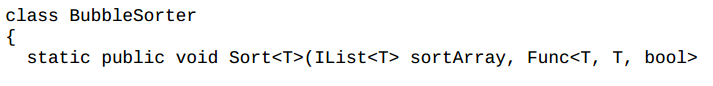 class BubbleSorter
{
  static public void Sort<T>(IList<T> sortArray, Func<T, T, bool>